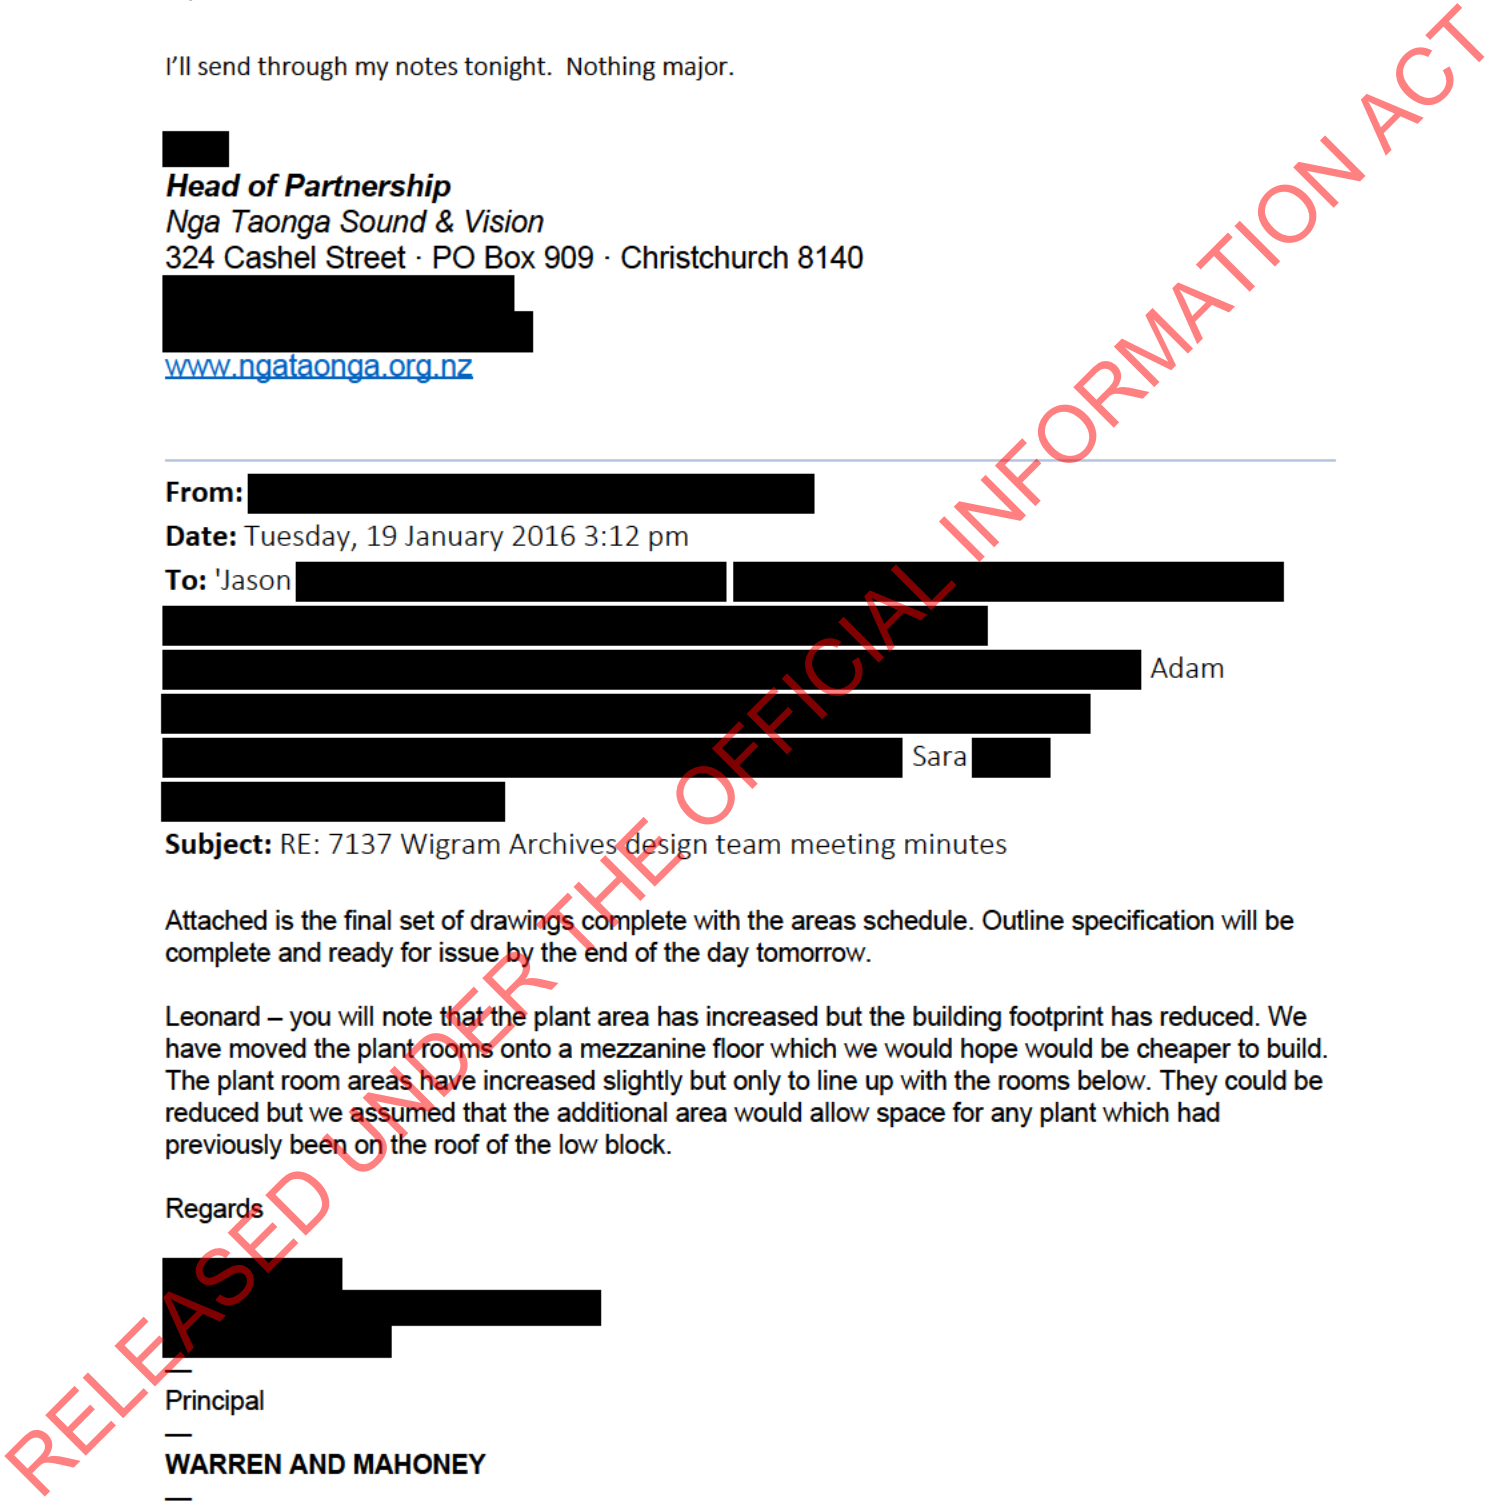 I'll send through my notes tonight.  Nothing major.
Head of Partnership
Nga Taonga Sound & Vision
324 Cashel Street · PO Box 909 · Christchurch 8140
www.ngataonga.org.nz
From:
Date: Tuesday, 19 January 2016 3:12 pm
To: 'Jason
Adam
Sara
Subject: RE: 7137 Wigram Archives design team meeting minutes
Attached is the final set of drawings complete with the areas schedule. Outline specification will be
complete and ready for issue by the end of the day tomorrow.
Leonard – you will note that the plant area has increased but the building footprint has reduced. We
have moved the plant rooms onto a mezzanine floor which we would hope would be cheaper to build.
The plant room areas have increased slightly but only to line up with the rooms below. They could be
reduced but we assumed that the additional area would allow space for any plant which had
previously been on the roof of the low block.
Regards
—
Principal
—
WARREN AND MAHONEY
—
RELEASED UNDER THE OFFICIAL INFORMATION ACT